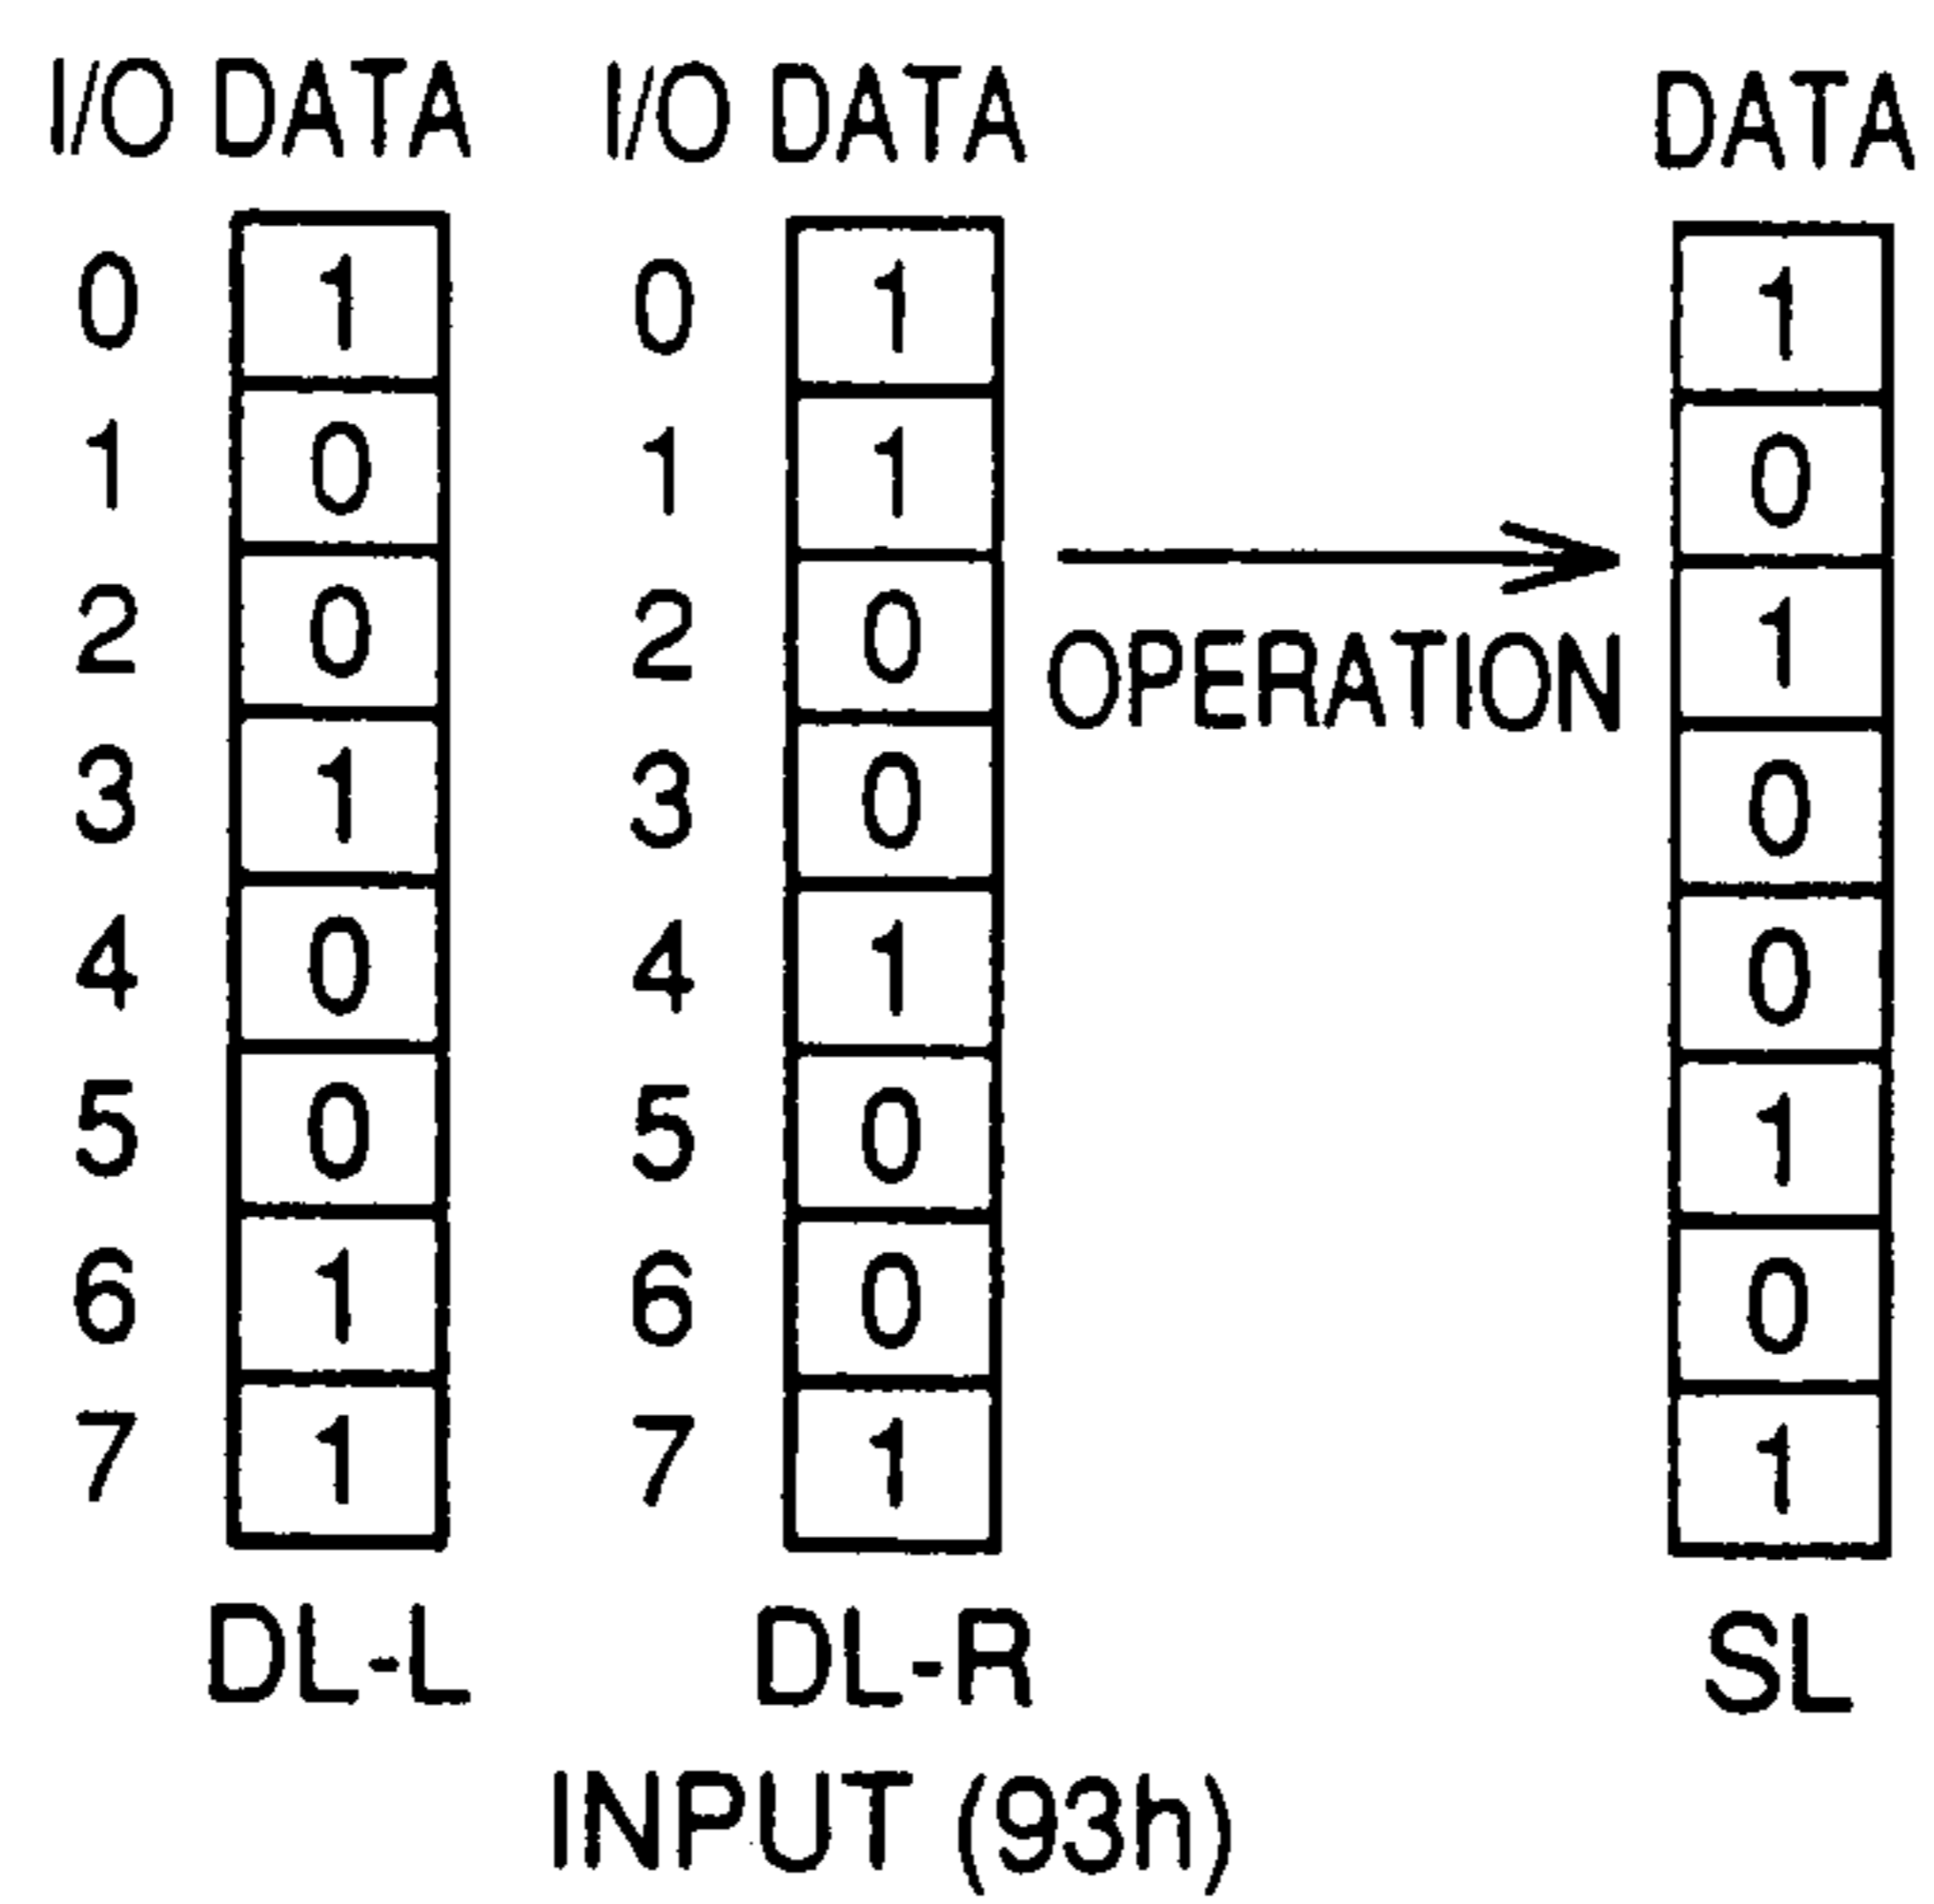 I/O DATA I/O DATA DATA
0 1 0 1 1
1 0 1 1 0
2 0 2 0 1
OPERATION
3 1 3 0 0
4 0 4 1 0
5 0 5 0 1
6 1 6 0 0
7 1 7 1 1
DL-L DL-R SL
INPUT (93h)